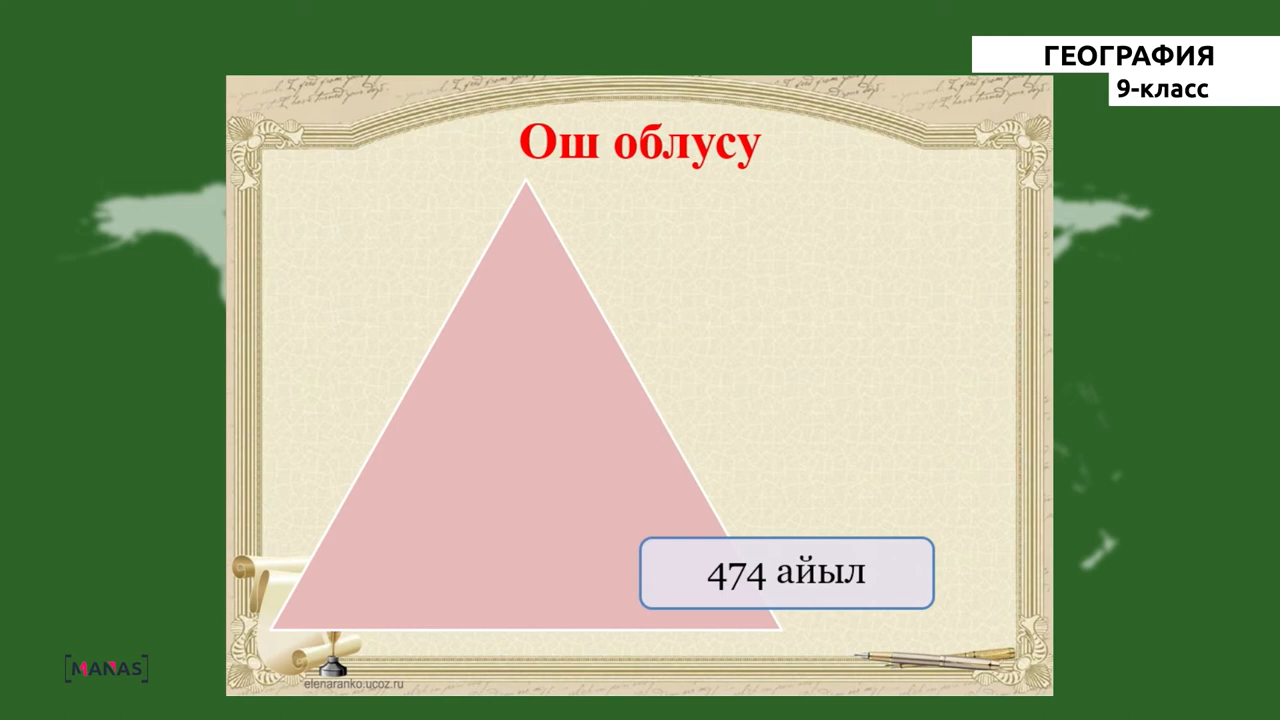 ГЕОГРАФИЯ
9-класс
Ош облусу
474 айыл
[MANAS]
elenaranko.ucoz.ru